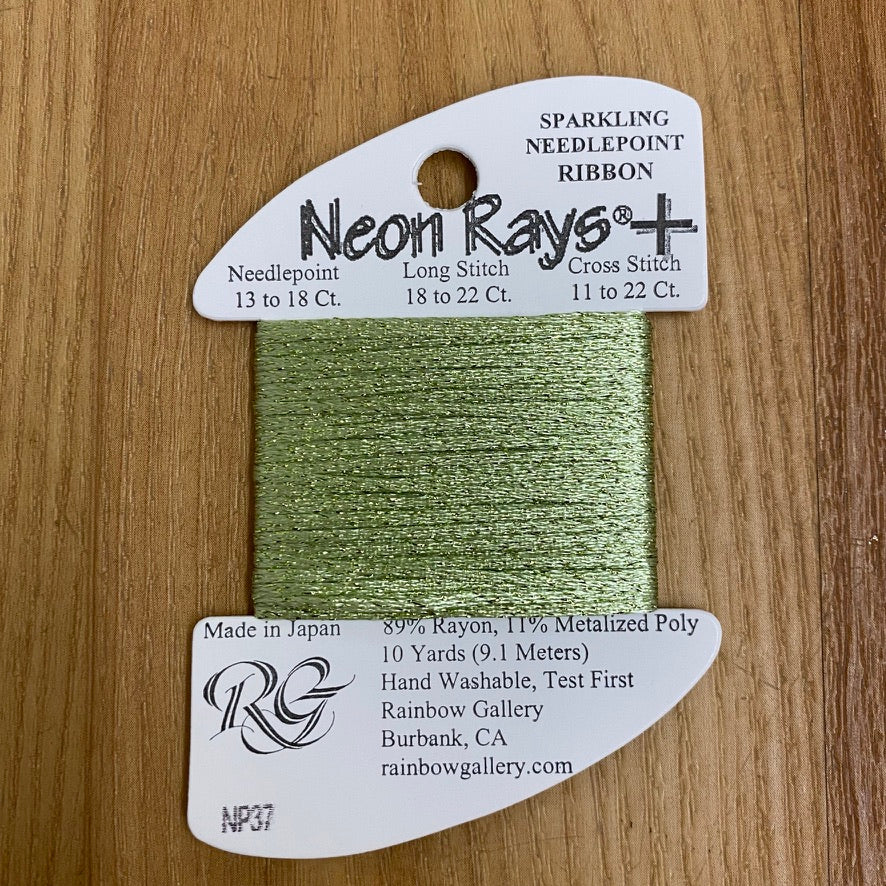 SPARKLING
NEEDLEPOINT
RIBBON
Neon Rays®+
Needlepoint Long Stitch Cross Stitch
13 to 18 Ct. 18 to 22 Ct. 11 to 22 Ct.
Made in Japan
89% Rayon, 11% Metalized Poly
10 Yards (9.1 Meters)
Hand Washable, Test First
Rainbow Gallery
Burbank, CA
rainbowgallery.com
RG
NP37